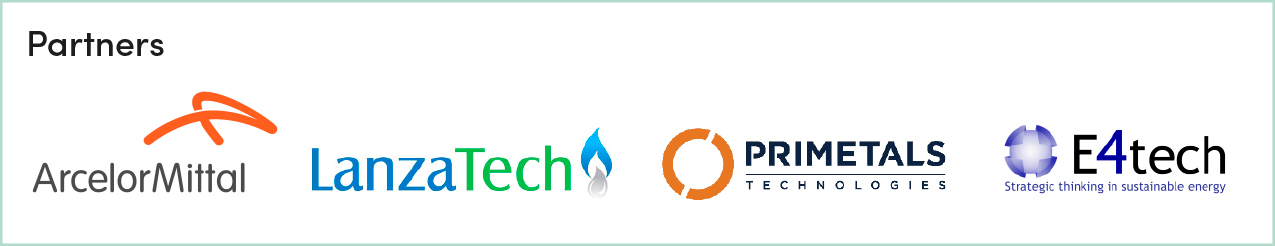 Partners
ArcelorMittal
LanzaTech
PRIMETALS
TECHNOLOGIES
E4tech
Strategic thinking in sustainable energy